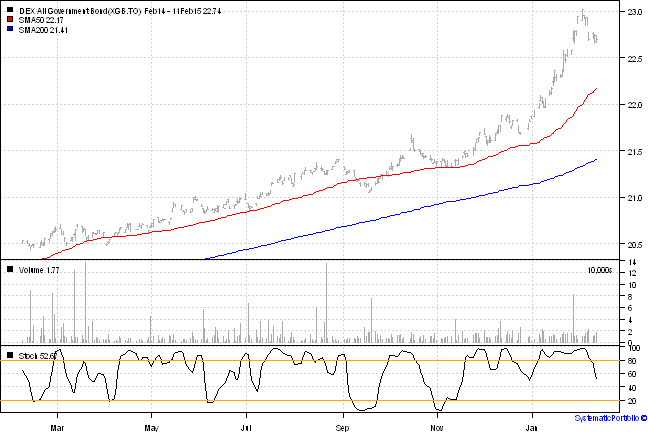 DEX All Government Bond(XGB.TO) Feb14 - 11Feb15 22.74
SMA50 22.17
SMA200 21.41
23.0
22.5
22.0
21.5
21.0
20.5
Volume 1.77
10,000s
14
12
10
8
6
4
2
0
Stoch 52.67
100
80
60
40
20
Mar May Jul Sep Nov Jan
SystematicPortfolio ©